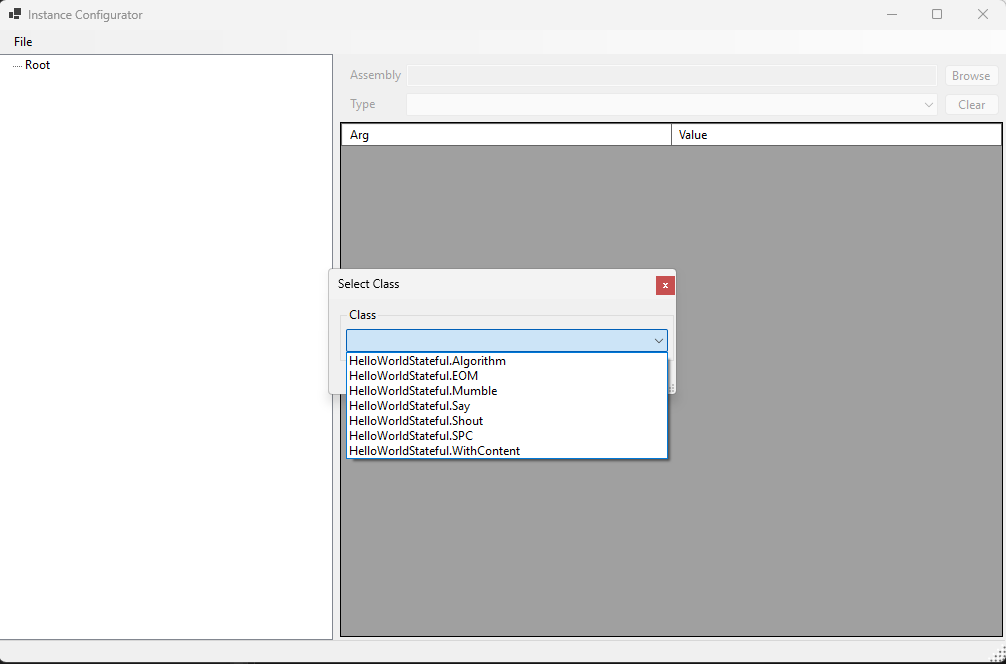 Instance Configurator
File
Root
Assembly
Browse
Type
Clear
Arg Value
Select Class
x
Class
HelloWorldStateful.Algorithm
HelloWorldStateful.EOM
HelloWorldStateful.Mumble
HelloWorldStateful.Say
HelloWorldStateful.Shout
HelloWorldStateful.SPC
HelloWorldStateful.WithContent